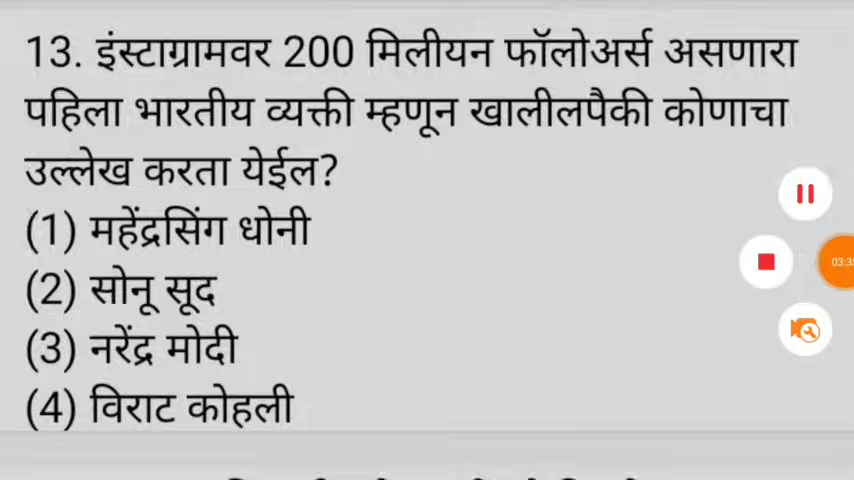 13. इंस्टाग्रामवर 200 मिलीयन फॉलोअर्स असणारा
पहिला भारतीय व्यक्ती म्हणून खालीलपैकी कोणाचा
उल्लेख करता येईल?
(1) महेंद्रसिंग धोनी
(2) सोनू सूद
(3) नरेंद्र मोदी
(4) विराट कोहली